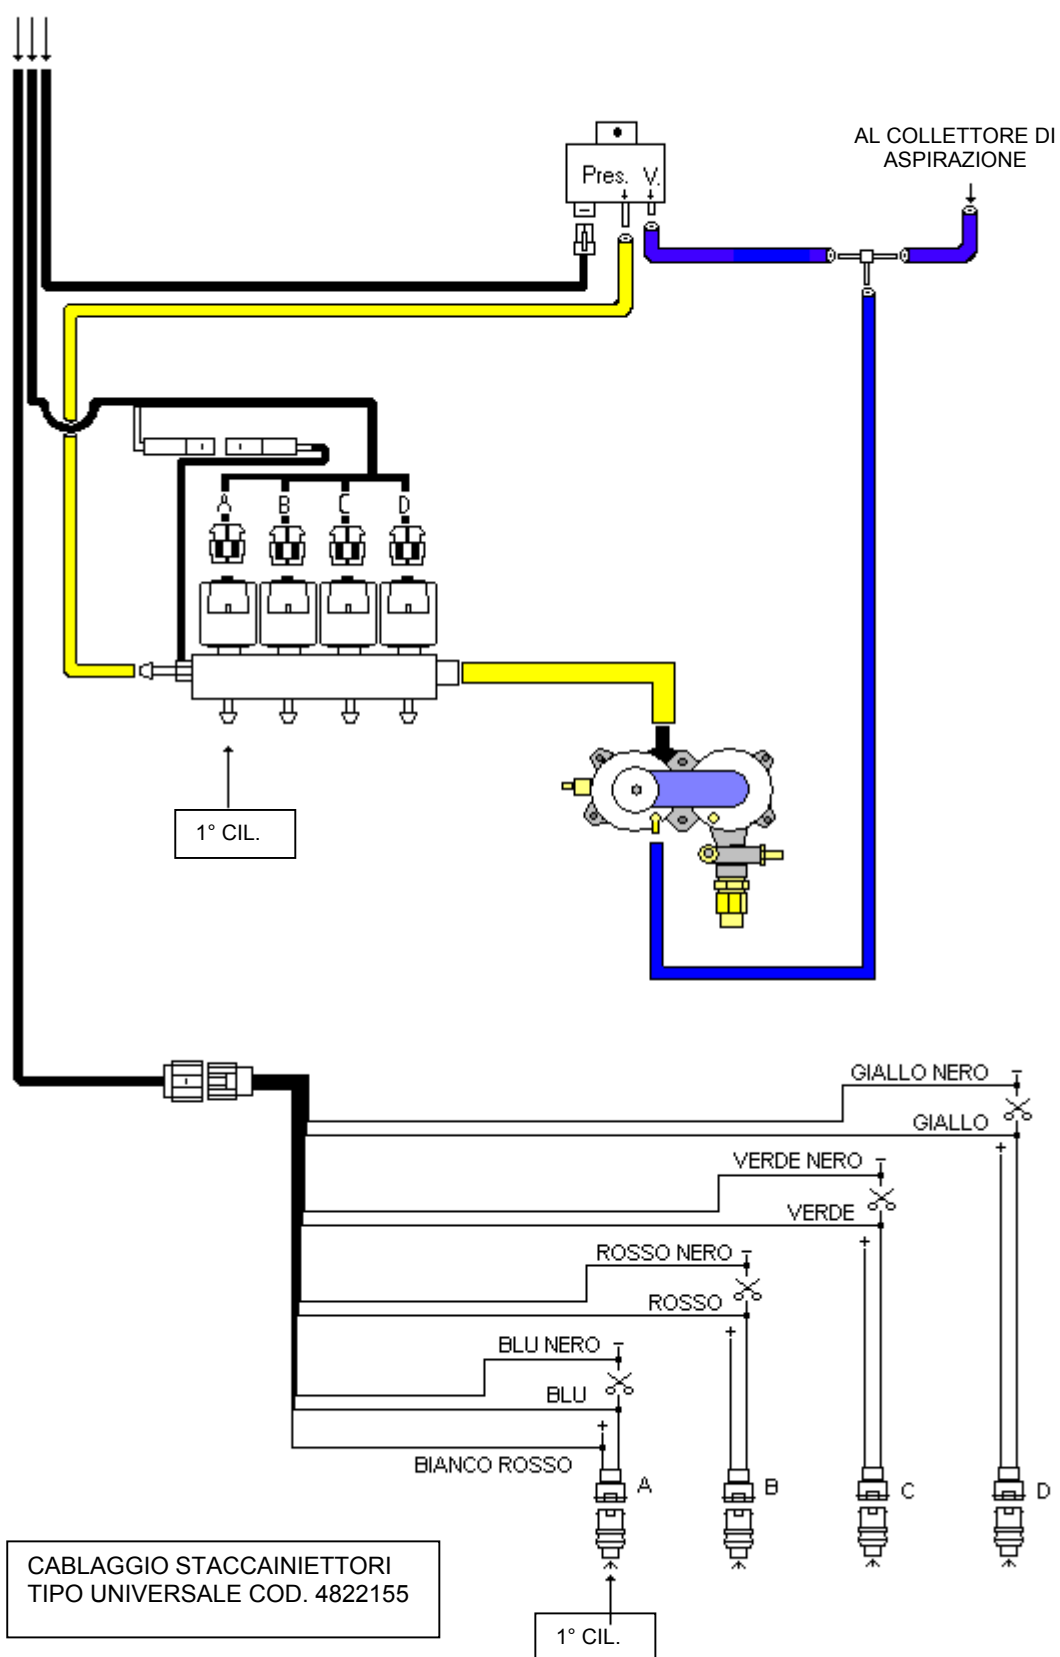 AL COLLETTORE DI
ASPIRAZIONE
Pres. V.
-
A B C D
1° CIL.
GIALLO NERO -
GIALLO
+
VERDE NERO -
VERDE
+
ROSSO NERO -
ROSSO
+
BLU NERO -
BLU
+
BIANCO ROSSO
A B C D
CABLAGGIO STACCAINIETTORI
TIPO UNIVERSALE COD. 4822155
1° CIL.